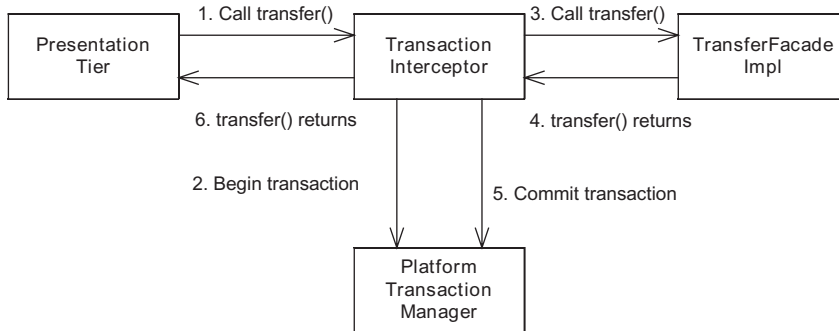 1. Call transfer()
3. Call transfer()
Presentation
Tier
Transaction
Interceptor
TransferFacade
Impl
6. transfer() returns
4. transfer() returns
2. Begin transaction
5. Commit transaction
Platform
Transaction
Manager